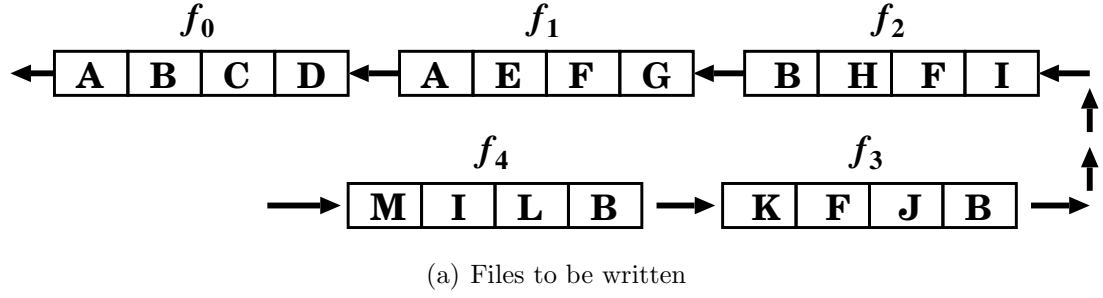 f0 f1 f2
A B C D A E F G B H F I
f4 f3
M I L B K F J B
(a) Files to be written